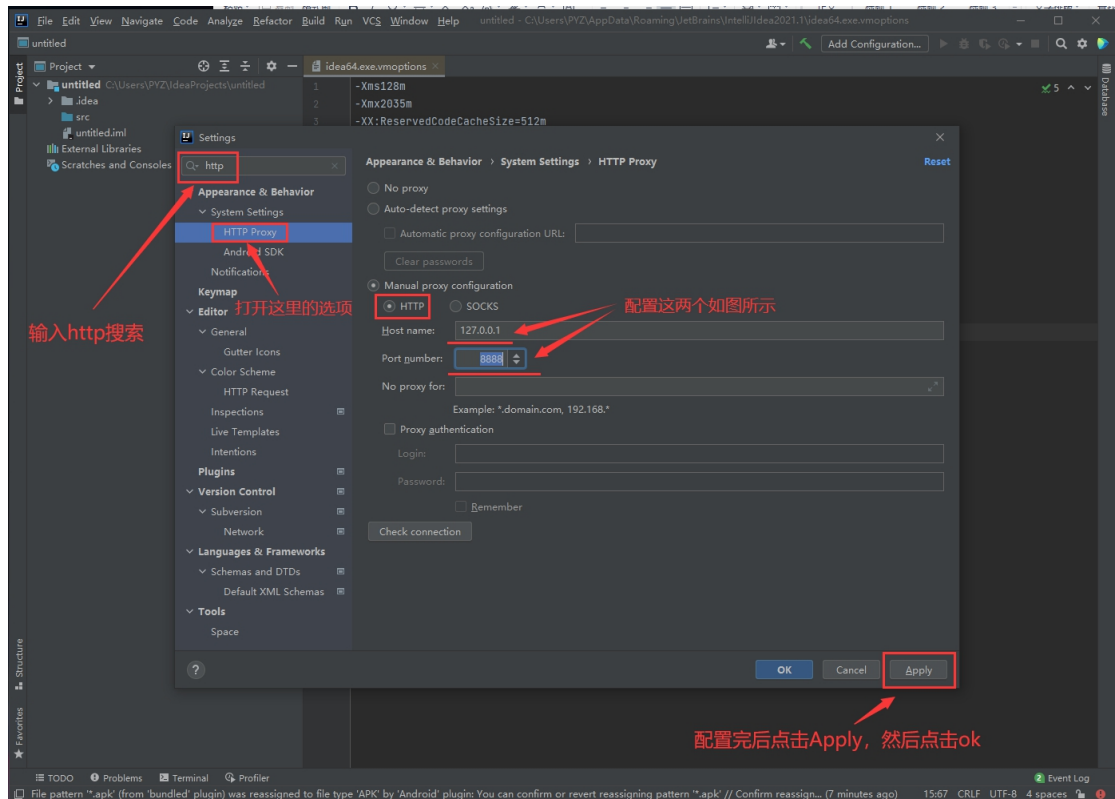 File Edit View Navigate Code Analyze Refactor Build Run VCS Window Help untitled - C:\Users\PYZ\AppData\Roaming\JetBrains\IntelliJIdea2021.1\idea64.exe.vmoptions
untitled
Add Configuration...
Project
idea64.exe.vmoptions
Project
untitled C:\Users\PYZ\IdeaProjects\untitled
.idea
src
untitled.iml
External Libraries
Scratches and Consoles
1 -Xms128m
2 -Xmx2035m
3 -XX:ReservedCodeCacheSize=512m
5
Database
Settings
http
Appearance & Behavior
System Settings
HTTP Proxy
Android SDK
Notifications
Keymap
Editor
General
Gutter Icons
Color Scheme
HTTP Request
Inspections
Live Templates
Intentions
Plugins
Version Control
Subversion
Network
Languages & Frameworks
Schemas and DTDs
Default XML Schemas
Tools
Space
Appearance & Behavior › System Settings › HTTP Proxy
Reset
No proxy
Auto-detect proxy settings
Automatic proxy configuration URL:
Clear passwords
Manual proxy configuration
HTTP SOCKS
Host name: 127.0.0.1
Port number: 8888
No proxy for:
Example: *.domain.com, 192.168.*
Proxy authentication
Login:
Password:
Remember
Check connection
?
OK Cancel Apply
输入http搜索
打开这里的选项
配置这两个如图所示
配置完后点击Apply，然后点击ok
Structure
Favorites
TODO Problems Terminal Profiler
2 Event Log
File pattern '*.apk' (from 'bundled' plugin) was reassigned to file type 'APK' by 'Android' plugin: You can confirm or revert reassigning pattern '*.apk' // Confirm reassign... (7 minutes ago) 15:67 CRLF UTF-8 4 spaces